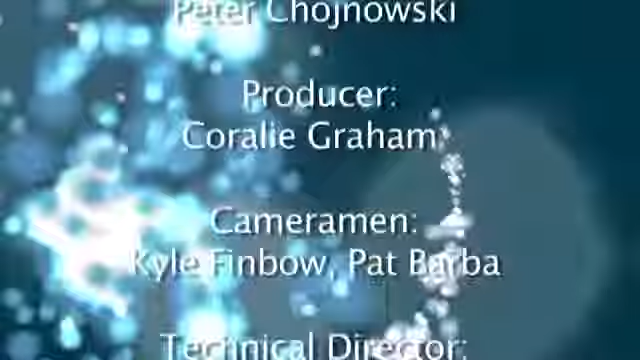 Peter Chojnowski
Producer:
Coralie Graham
Cameramen:
Kyle Finbow, Pat Barba
Technical Director: